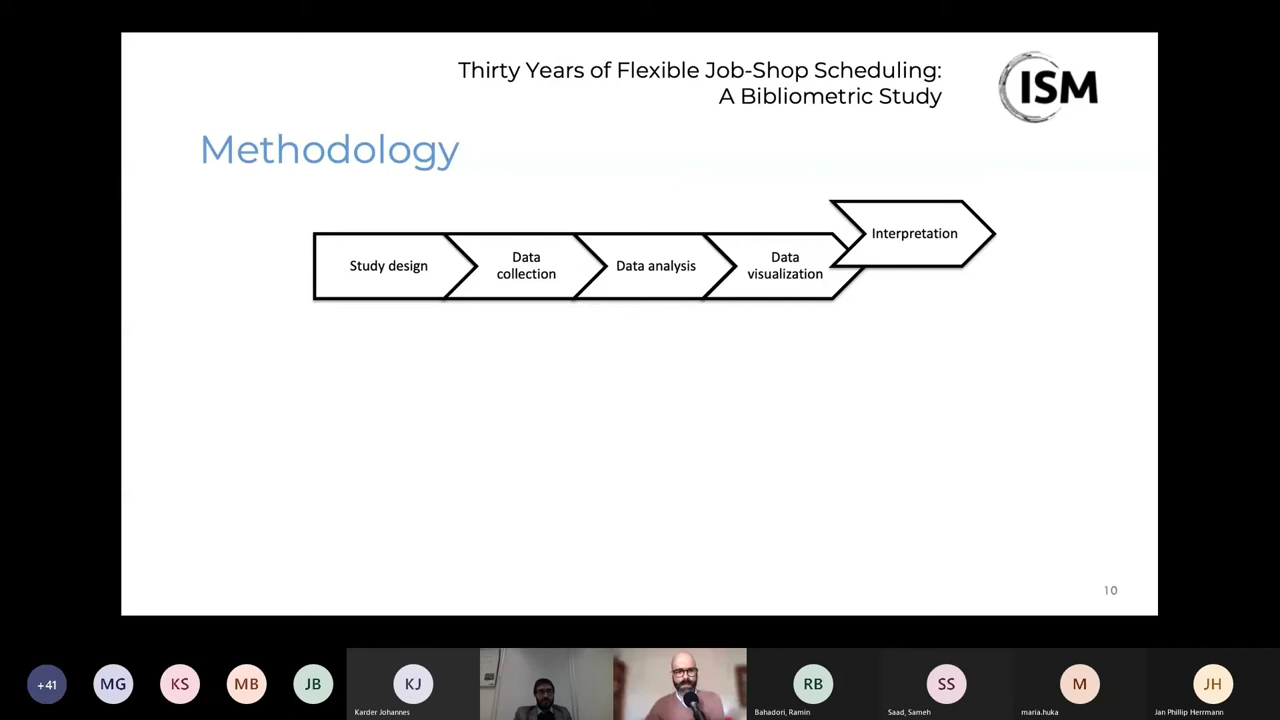 Thirty Years of Flexible Job-Shop Scheduling:
A Bibliometric Study
ISM
Methodology
Study design
Data
collection
Data analysis
Data
visualization
Interpretation
10
+41
MG
KS
MB
JB
KJ
Karder Johannes
RB
Bahadori, Ramin
SS
Saad, Sameh
M
maria.huka
JH
Jan Phillip Herrmann